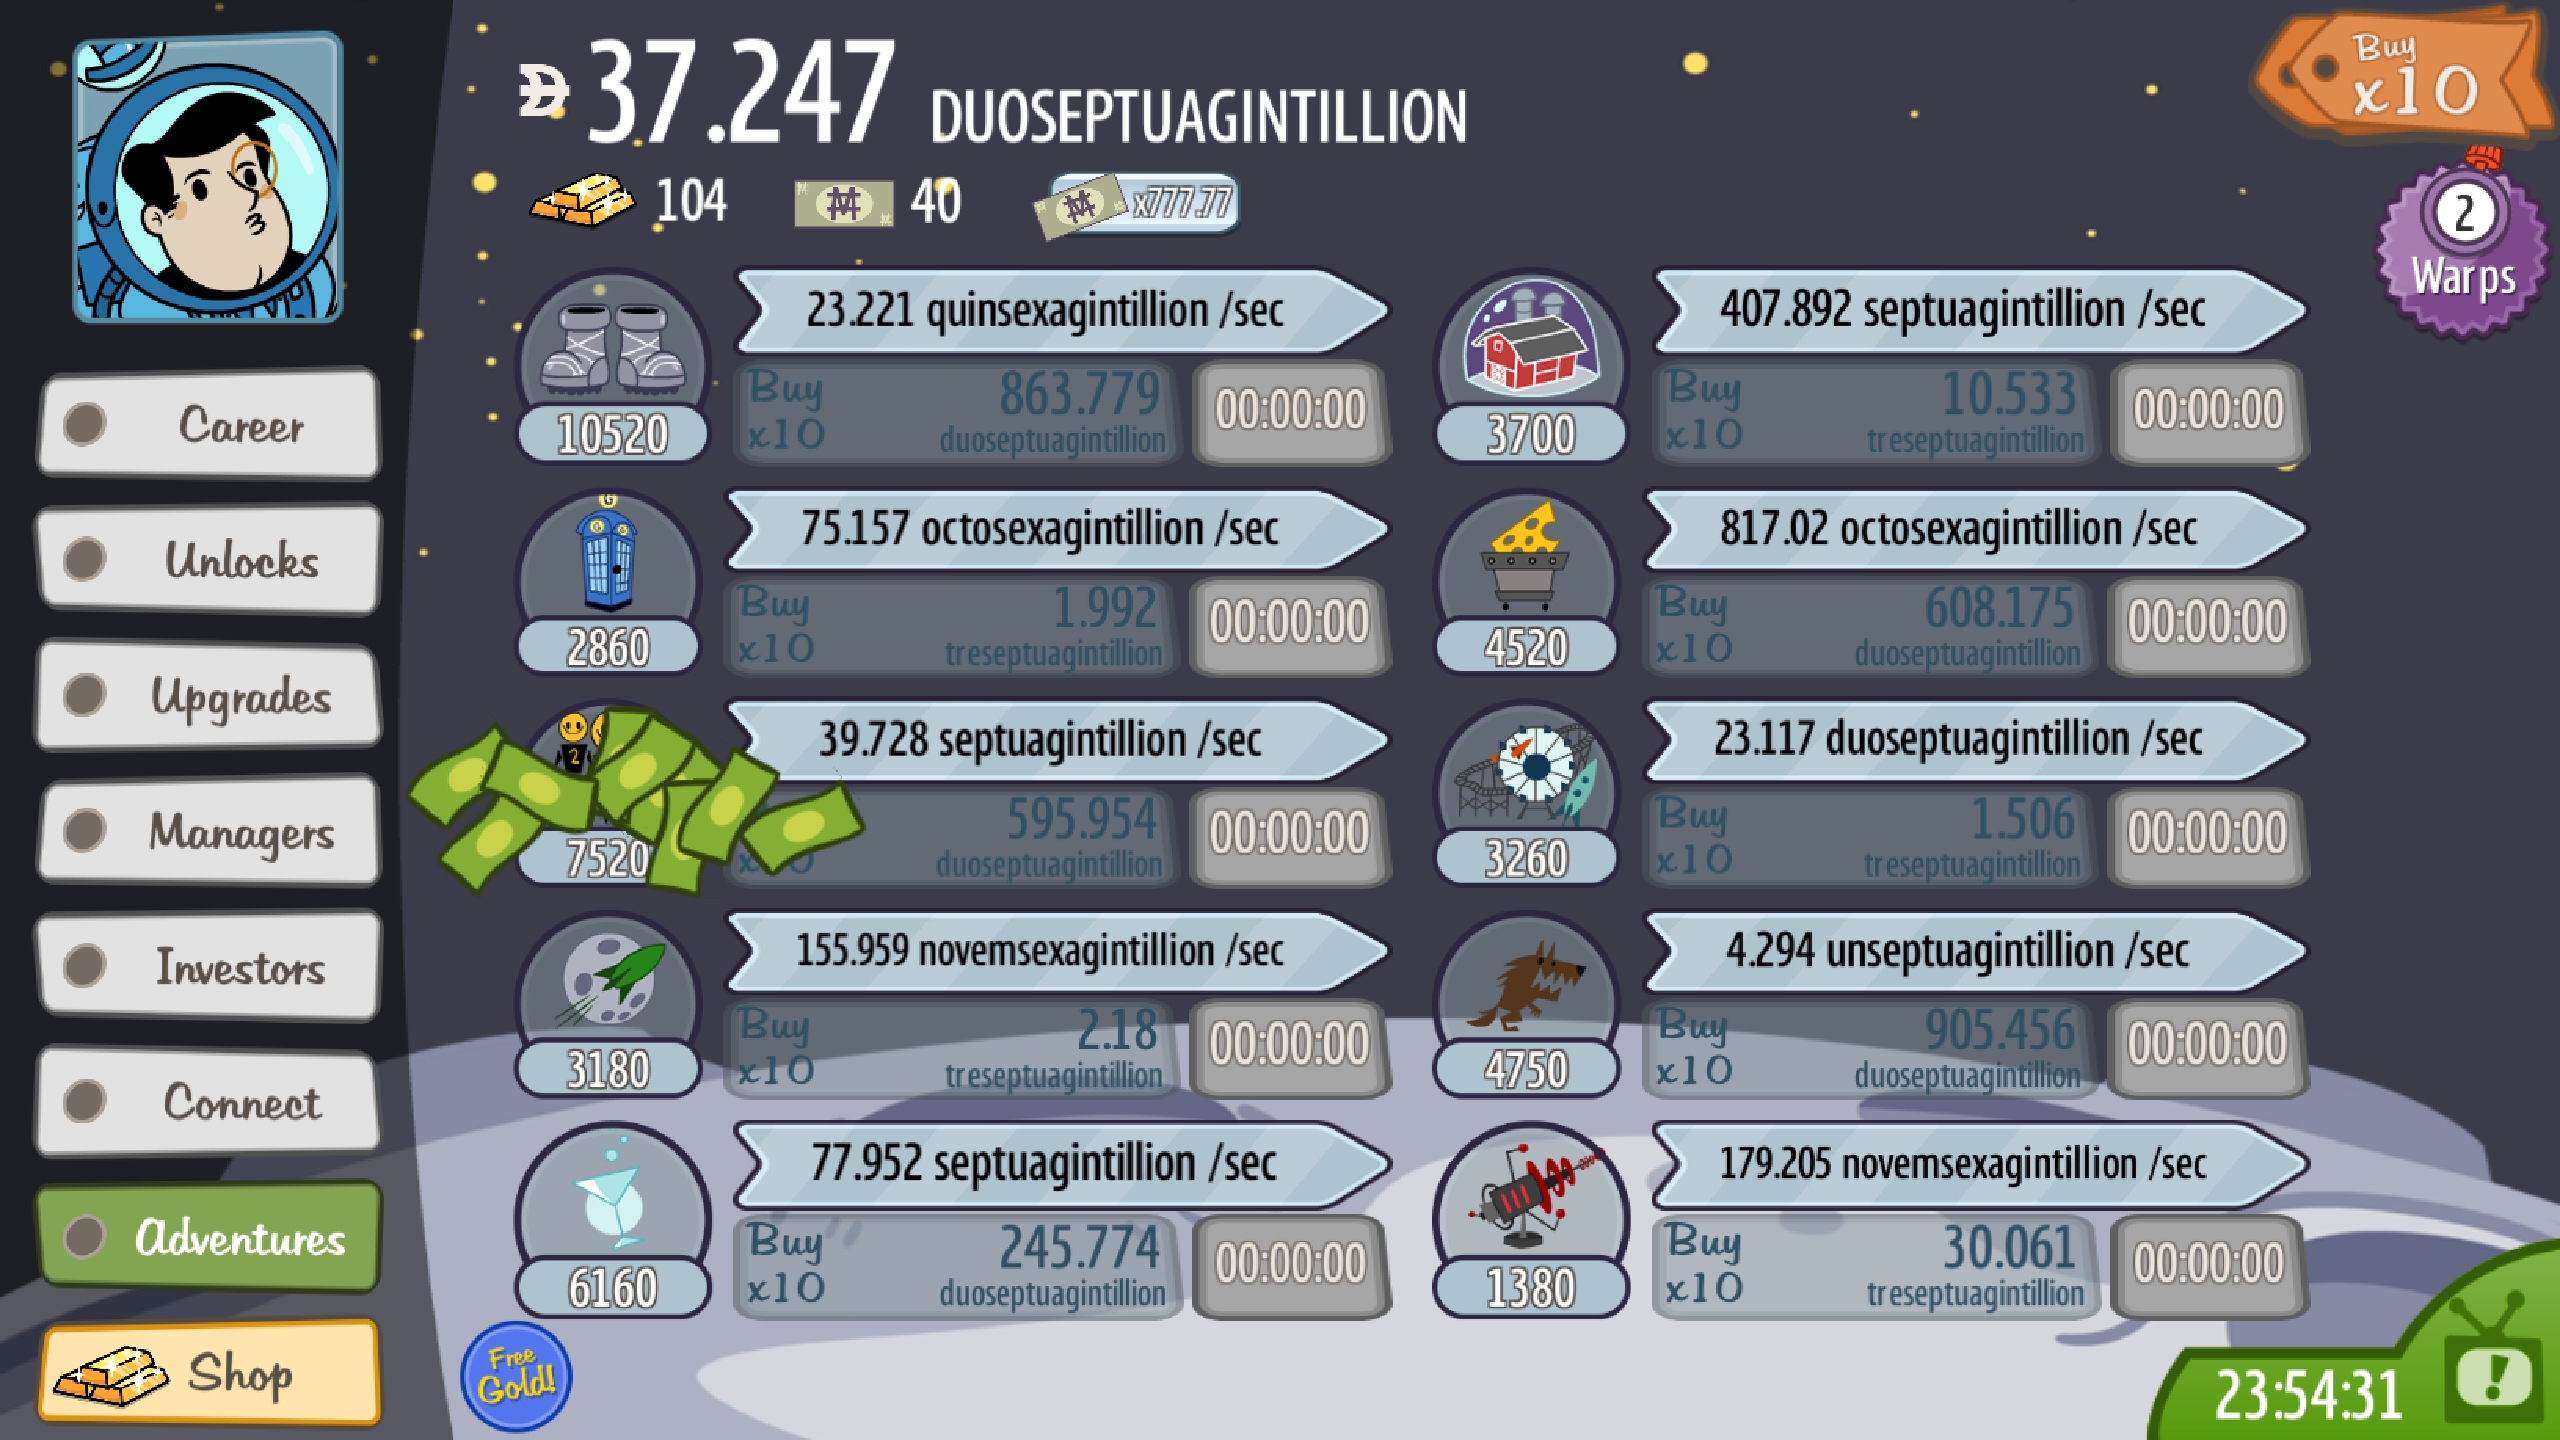 37.247 DUOSEPTUAGINTILLION
Buy
x10
104
40
x777.77
2
Warps
Career
Unlocks
Upgrades
Managers
Investors
Connect
Adventures
Shop
23.221 quinsexagintillion /sec
10520
Buy
x10
863.779
duoseptuagintillion
00:00:00
407.892 septuagintillion /sec
3700
Buy
x10
10.533
treseptuagintillion
00:00:00
75.157 octosexagintillion /sec
2860
Buy
x10
1.992
treseptuagintillion
00:00:00
817.02 octosexagintillion /sec
4520
Buy
x10
608.175
duoseptuagintillion
00:00:00
39.728 septuagintillion /sec
2
7520
595.954
duoseptuagintillion
00:00:00
23.117 duoseptuagintillion /sec
3260
Buy
x10
1.506
treseptuagintillion
00:00:00
155.959 novemsexagintillion /sec
3180
Buy
x10
2.18
treseptuagintillion
00:00:00
4.294 unseptuagintillion /sec
4750
Buy
x10
905.456
duoseptuagintillion
00:00:00
77.952 septuagintillion /sec
6160
Buy
x10
245.774
duoseptuagintillion
00:00:00
179.205 novemsexagintillion /sec
1380
Buy
x10
30.061
treseptuagintillion
00:00:00
Free
Gold!
23:54:31